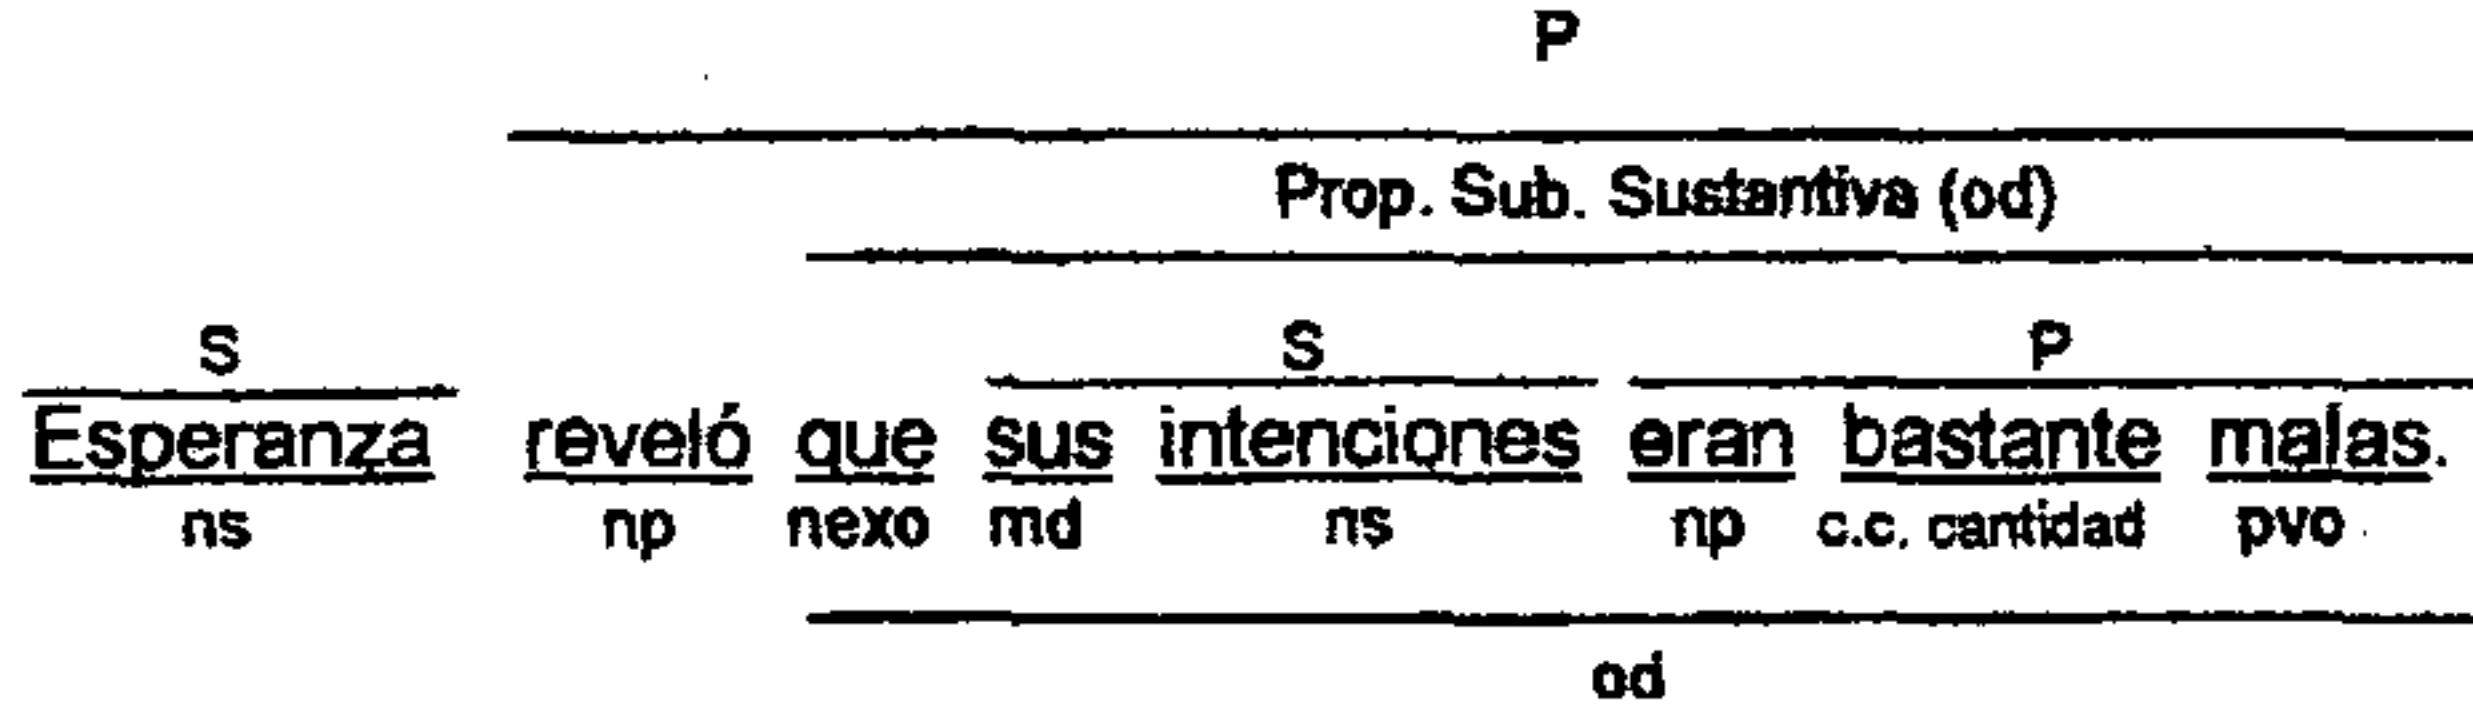 P
Prop. Sub. Sustantiva (od)
S S P
Esperanza reveló que sus intenciones eran bastante malas.
ns np nexo md ns np c.c. cantidad pvo
od